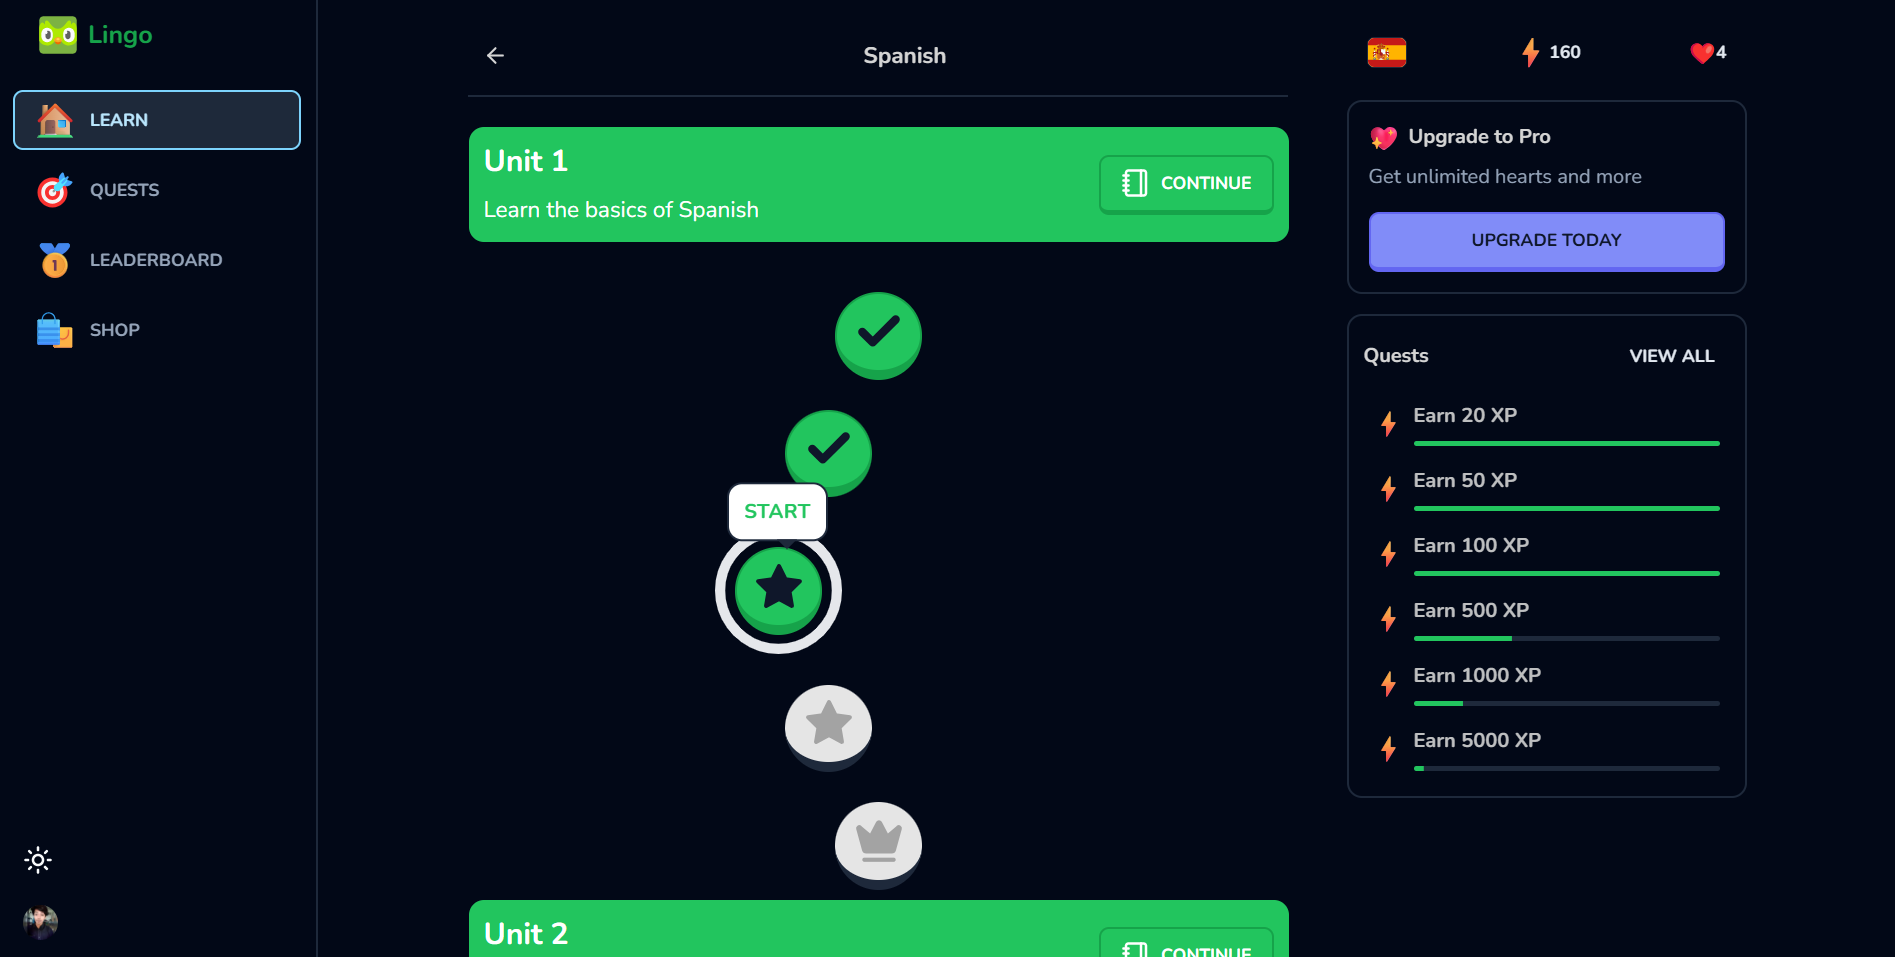 Lingo
LEARN
QUESTS
LEADERBOARD
1
SHOP
Spanish
Unit 1
Learn the basics of Spanish
CONTINUE
START
Unit 2
CONTINUE
160
4
Upgrade to Pro
Get unlimited hearts and more
UPGRADE TODAY
Quests
VIEW ALL
Earn 20 XP
Earn 50 XP
Earn 100 XP
Earn 500 XP
Earn 1000 XP
Earn 5000 XP